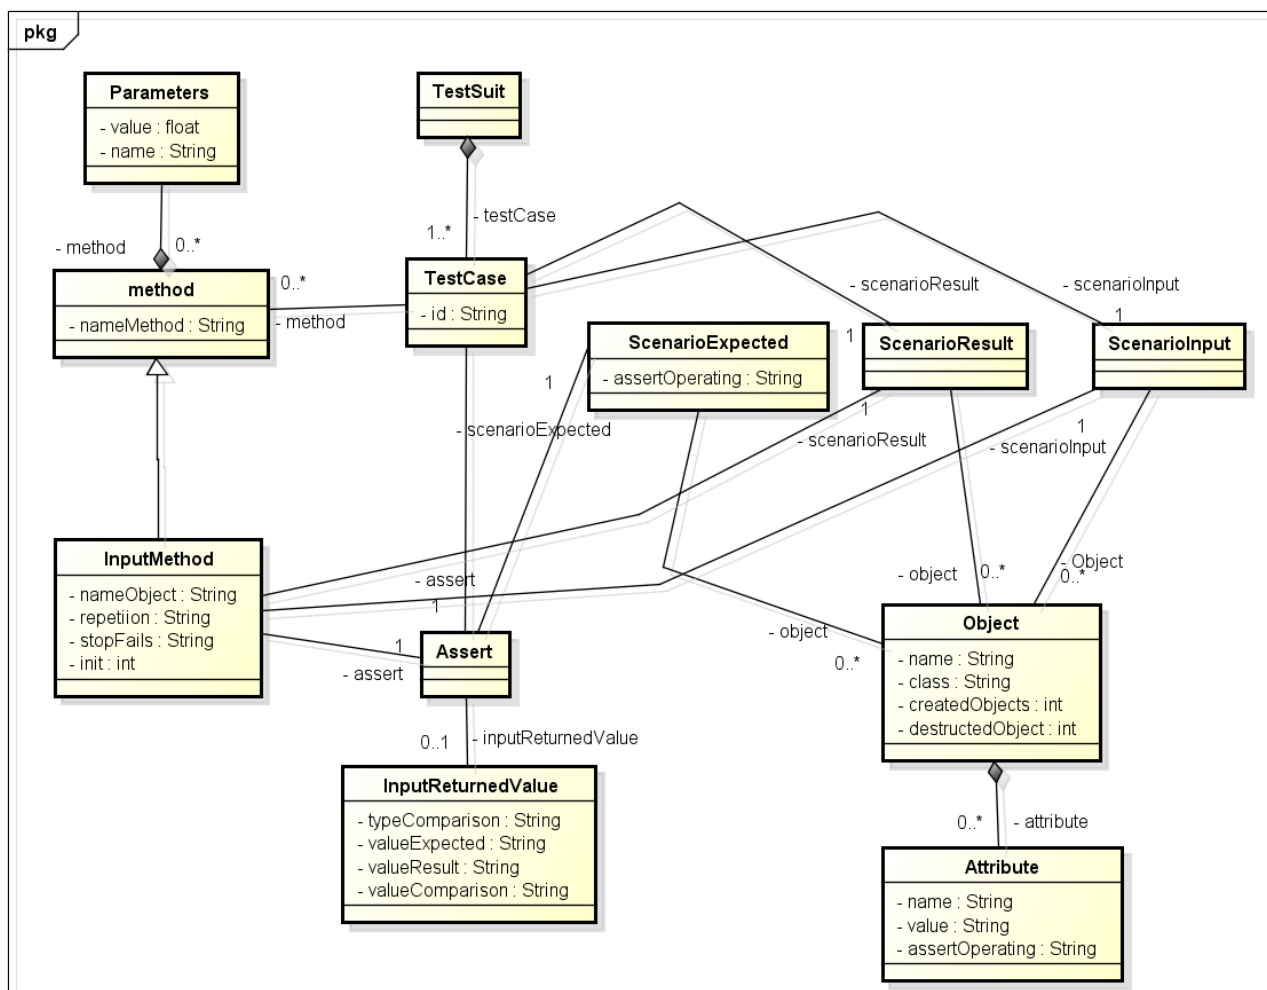 pkg
Parameters
- value : float
- name : String
TestSuit
- testCase
1..*
- method
0..*
method
- nameMethod : String
0..*
- method
TestCase
- id : String
- scenarioResult
1
- scenarioInput
1
ScenarioExpected
- assertOperating : String
ScenarioResult
ScenarioInput
1
- scenarioExpected
1
- scenarioResult
1
- scenarioInput
InputMethod
- nameObject : String
- repetiion : String
- stopFails : String
- init : int
- assert
1
1
- assert
Assert
- object
0..*
- object
0..*
- Object
0..*
Object
- name : String
- class : String
- createdObjects : int
- destructedObject : int
0..1
- inputReturnedValue
InputReturnedValue
- typeComparison : String
- valueExpected : String
- valueResult : String
- valueComparison : String
0..*
- attribute
Attribute
- name : String
- value : String
- assertOperating : String